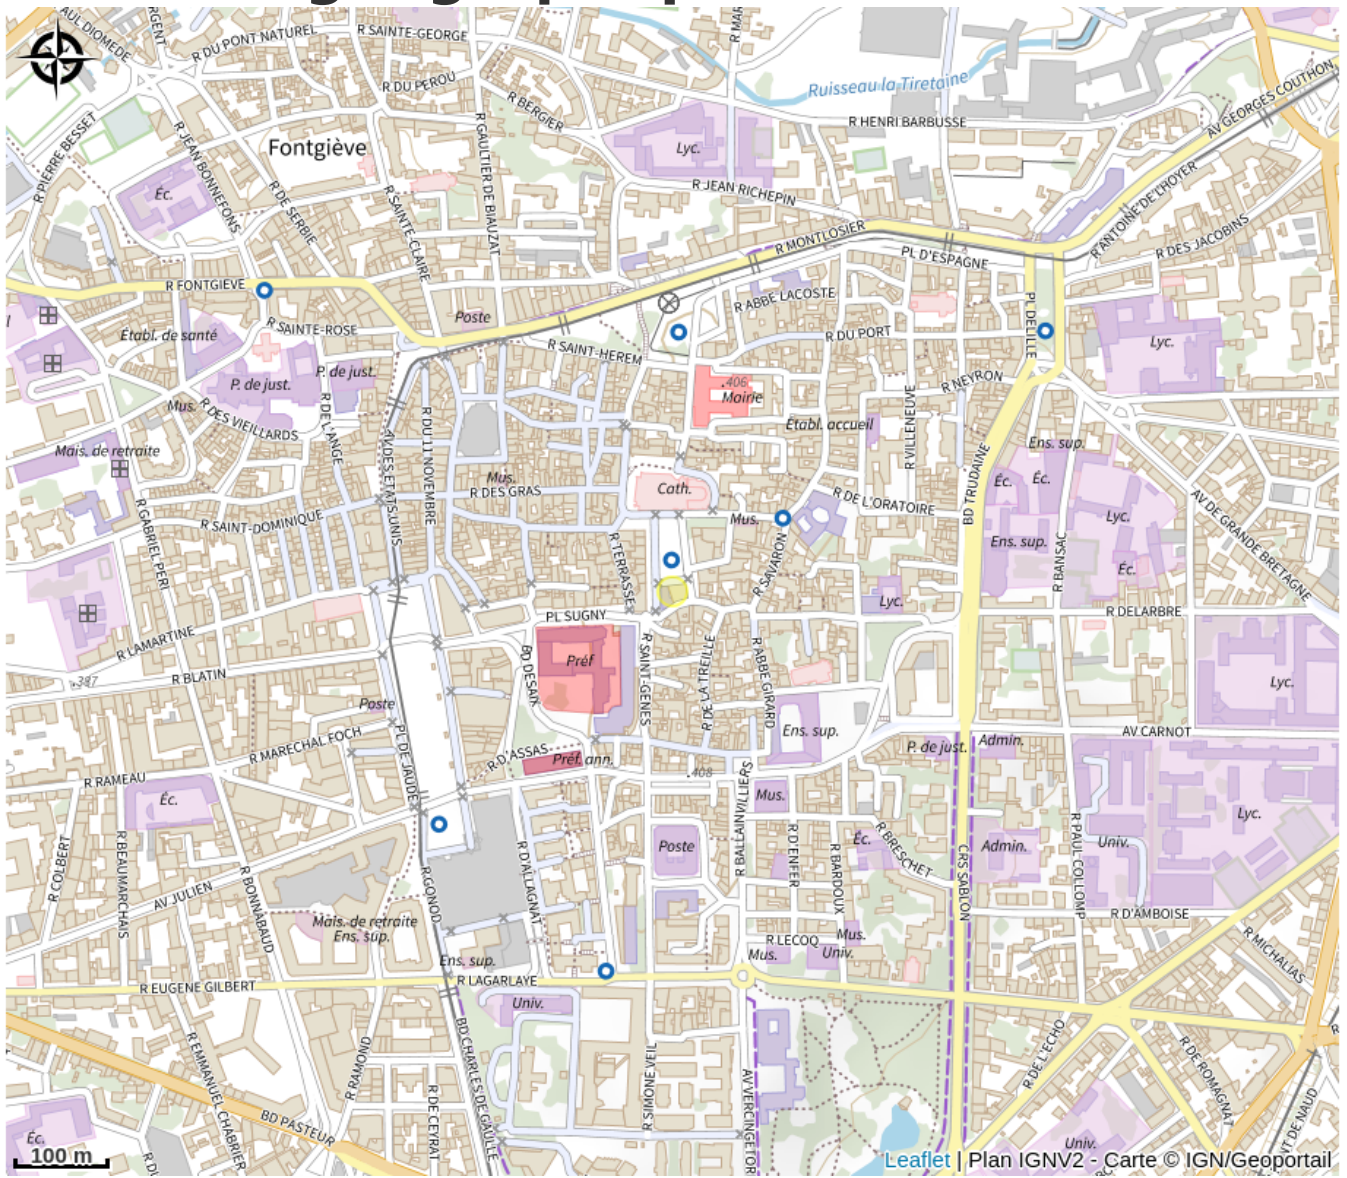 PAUL DIOMEDE
R DU PONT NATUREL
R SAINTE-GEORGE
R DU PEROU
R BERGIER
Ruisseau la Tiretaine
R HENRI BARBUSSE
AV GEORGES COUTHON
R PIERRE BESSET
R JEAN BONNEFONS
Fontgiève
R GAULTIER DE BIAUZAT
Lyc.
Éc.
R DE SERBIE
R SAINTE-CLAIRE
R JEAN RICHEPIN
R ANTOINE DE L'HOYER
R DES JACOBINS
R MONTLOSIER
PL D'ESPAGNE
R FONTGIEVE
R ABBE LACOSTE
Poste
R SAINTE-ROSE
Établ. de santé
R DU PORT
PL DELILLE
Lyc.
R SAINT-HEREM
P. de just.
P. de just.
.406
Mairie
R NEYRON
Mus.
R DES VIEILLARDS
R DE L'ANGE
R DU 11 NOVEMBRE
AV DES ETATS-UNIS
Établ. accueil
R VILLENEUVE
Ens. sup.
Mais. de retraite
Mus.
R DES GRAS
Cath.
R DE L'ORATOIRE
BD TRUDAINE
Éc.
Éc.
AV DE GRANDE BRETAGNE
R GABRIEL PERI
R SAINT-DOMINIQUE
Mus.
Lyc.
Ens. sup.
R BANSAC
Éc.
R TERRASSE
R SAVARON
Lyc.
R DELARBRE
PL SUGNY
R LAMARTINE
R BLATIN
.387
BD DESAIX
Préf
R SAINT-GENES
R DE LA TREILLE
R ABBE GIRARD
Lyc.
Poste
Ens. sup.
AV CARNOT
R MARECHAL FOCH
PL DE JAUDE
R D'ASSAS
Préf. ann.
P. de just.
Admin.
R RAMEAU
.408
Éc.
R BALLAINVILLIERS
Mus.
Lyc.
R COLBERT
R BEAUMARCHAIS
Poste
R D'ENFER
R BARDOUX
Éc.
R BRESCHET
CRS SABLON
Admin.
R PAUL COLLOMP
Univ.
AV JULIEN
R BONNABAUD
R GONOD
R D'ALLAGNAT
R D'AMBOISE
Mais. de retraite
Ens. sup.
R LECOQ
Mus.
Mus.
Univ.
R MICHALIAS
Ens. sup.
R LAGARLAYE
R EUGENE GILBERT
Univ.
R EMMANUEL CHABRIER
R RAMOND
BD CHARLES DE GAULLE
R SIMONE VEIL
AV VERCINGETOR
R DE L'ECHO
R DE ROMAGNAT
BD PASTEUR
R DE CEYRAT
Éc.
Univ.
100 m
Leaflet | Plan IGNV2 - Carte © IGN/Geoportail